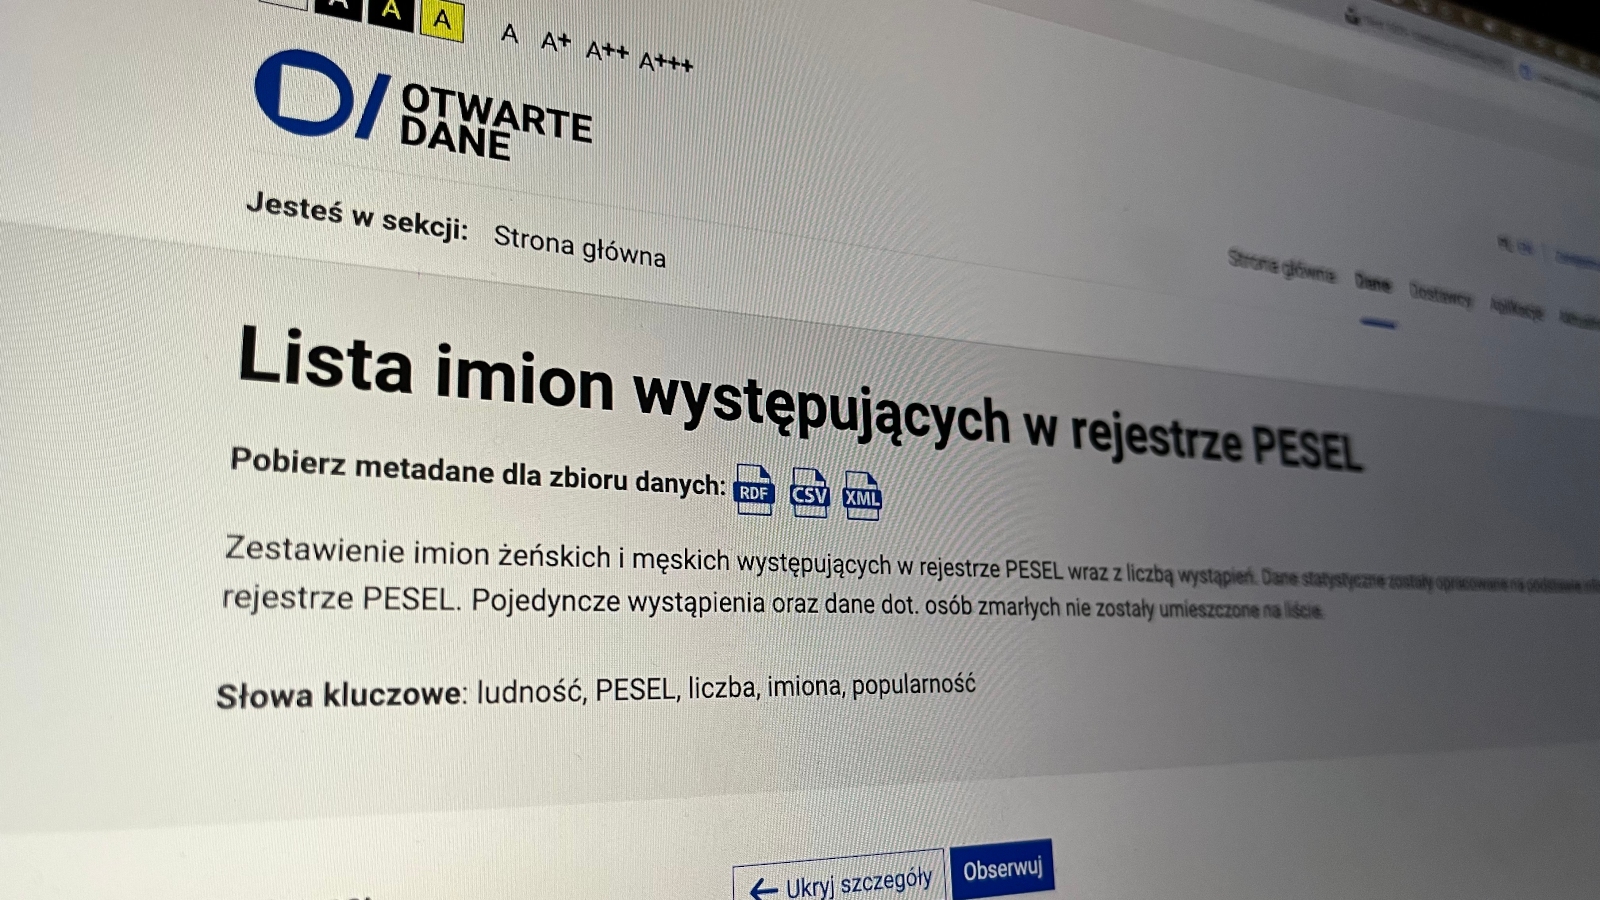 A A A
A A+ A++ A+++
OTWARTE
DANE
Jesteś w sekcji: Strona główna
Strona główna Dane Dostawcy Aplikacje
Lista imion występujących w rejestrze PESEL
Pobierz metadane dla zbioru danych: RDF CSV XML
Zestawienie imion żeńskich i męskich występujących w rejestrze PESEL wraz z liczbą wystąpień. Dane statystyczne zostały opracowane na podstawie
rejestrze PESEL. Pojedyncze wystąpienia oraz dane dot. osób zmarłych nie zostały umieszczone na liście.
Słowa kluczowe: ludność, PESEL, liczba, imiona, popularność
← Ukryj szczegóły Obserwuj